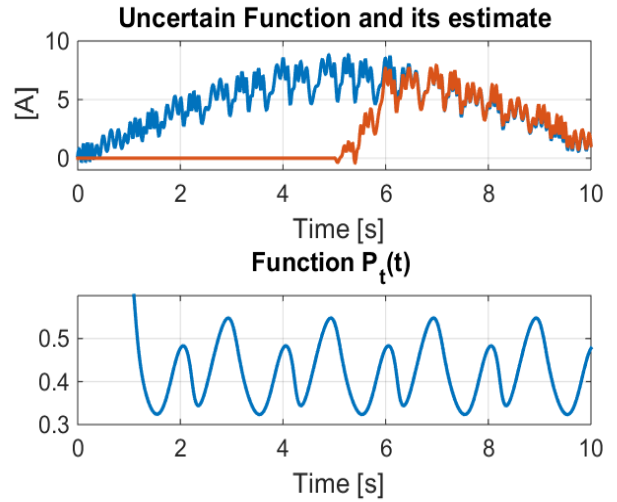 Uncertain Function and its estimate
10
5
0
[A]
0 2 4 6 8 10
Time [s]
Function P_t(t)
0.5
0.4
0.3
0 2 4 6 8 10
Time [s]